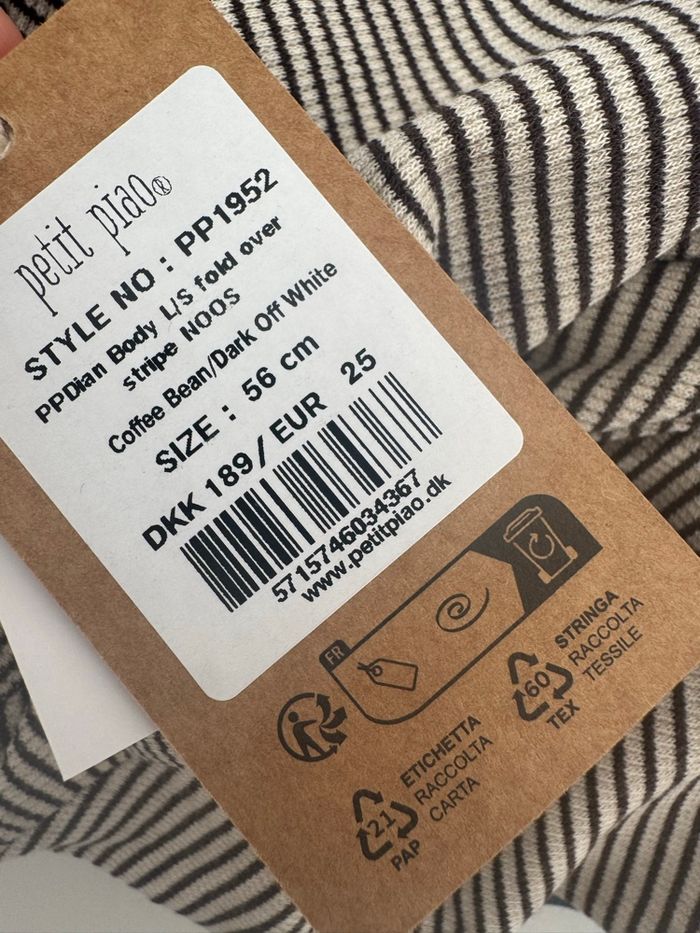 petit piao®
STYLE NO : PP1952
PPDian Body L/S fold over
stripe NOOS
Coffee Bean/Dark Off White
SIZE : 56 cm
DKK 189 / EUR 25
5715746034367
www.petitpiao.dk
FR
60
TEX
STRINGA
RACCOLTA
TESSILE
21
PAP
ETICHETTA
RACCOLTA
CARTA